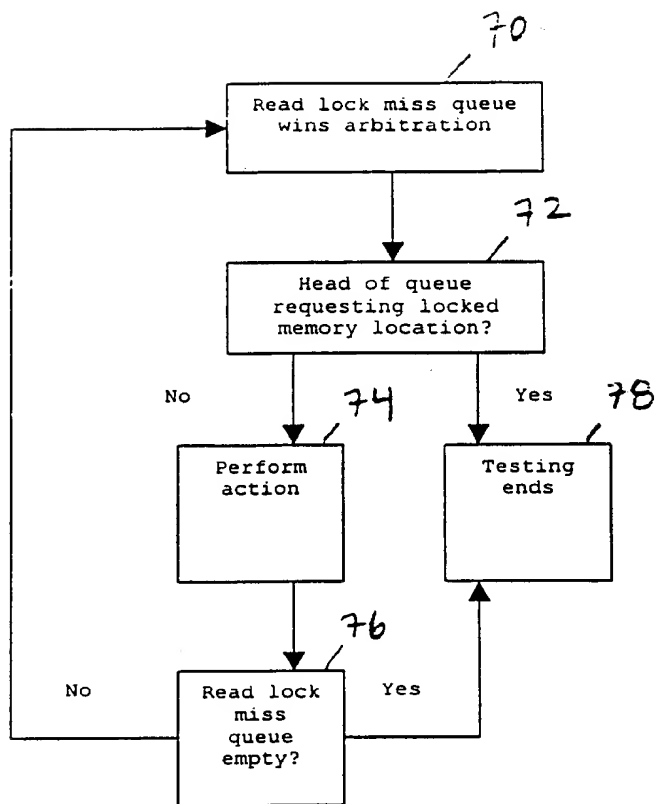 70
Read lock miss queue
wins arbitration
72
Head of queue
requesting locked
memory location?
No
74
Yes
78
Perform
action
Testing
ends
76
No
Read lock
miss
queue
empty?
Yes